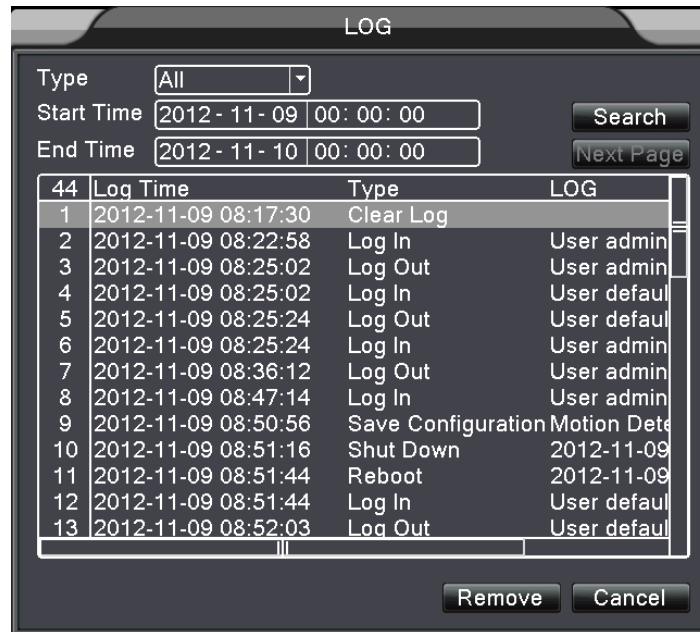 LOG
Type All
Start Time 2012 - 11 - 09 00 : 00 : 00 Search
End Time 2012 - 11 - 10 00 : 00 : 00 Next Page
44 Log Time Type LOG
1 2012-11-09 08:17:30 Clear Log
2 2012-11-09 08:22:58 Log In User admin
3 2012-11-09 08:25:02 Log Out User admin
4 2012-11-09 08:25:02 Log In User defaul
5 2012-11-09 08:25:24 Log Out User defaul
6 2012-11-09 08:25:24 Log In User admin
7 2012-11-09 08:36:12 Log Out User admin
8 2012-11-09 08:47:14 Log In User admin
9 2012-11-09 08:50:56 Save Configuration Motion Dete
10 2012-11-09 08:51:16 Shut Down 2012-11-09
11 2012-11-09 08:51:44 Reboot 2012-11-09
12 2012-11-09 08:51:44 Log In User defaul
13 2012-11-09 08:52:03 Log Out User defaul
Remove Cancel